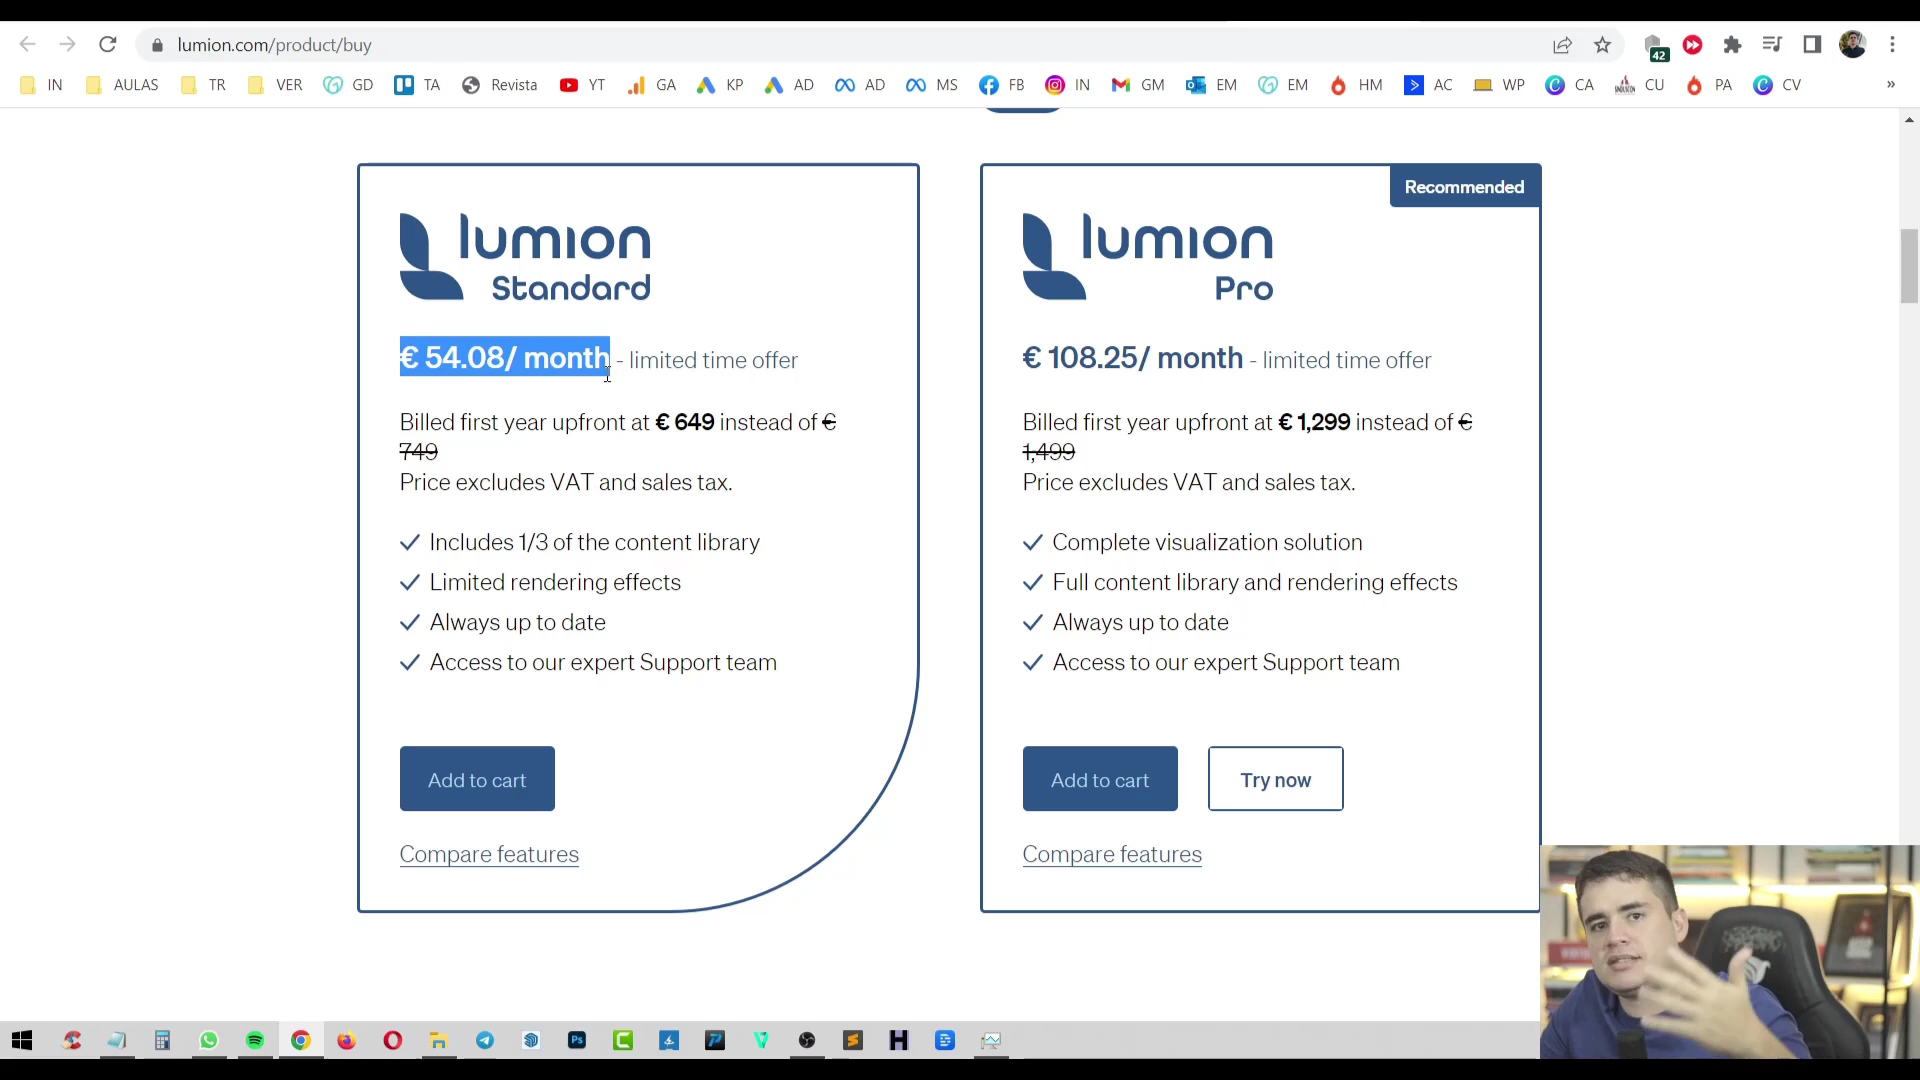 lumion.com/product/buy
42
IN AULAS TR VER GD TA Revista YT GA KP AD AD MS FB IN GM EM EM HM AC WP CA CU PA CV »
Recommended
lumion
Standard
€ 54.08/ month - limited time offer
Billed first year upfront at € 649 instead of €
749
Price excludes VAT and sales tax.
Includes 1/3 of the content library
Limited rendering effects
Always up to date
Access to our expert Support team
Add to cart
Compare features
lumion
Pro
€ 108.25/ month - limited time offer
Billed first year upfront at € 1,299 instead of €
1,499
Price excludes VAT and sales tax.
Complete visualization solution
Full content library and rendering effects
Always up to date
Access to our expert Support team
Add to cart
Try now
Compare features
Ps